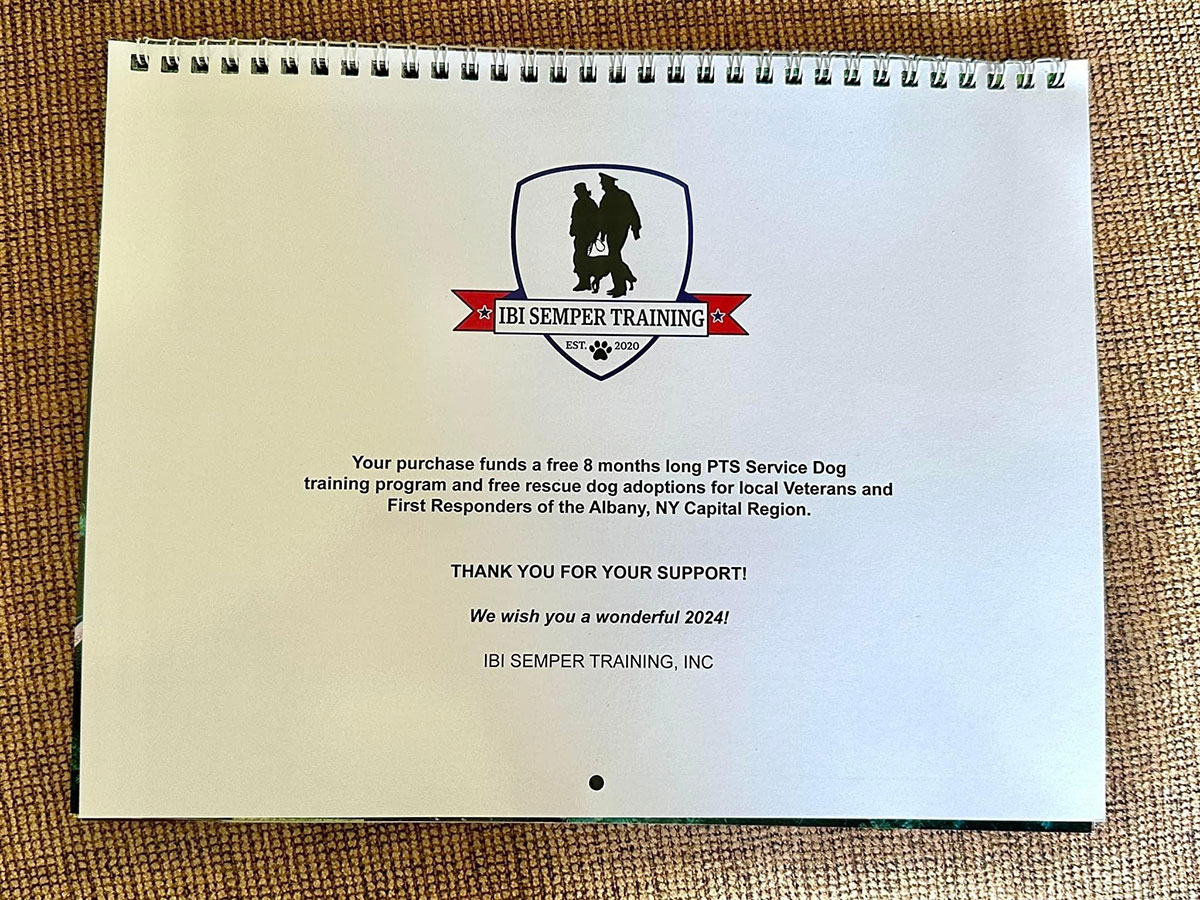 IBI SEMPER TRAINING
EST. 2020
Your purchase funds a free 8 months long PTS Service Dog
training program and free rescue dog adoptions for local Veterans and
First Responders of the Albany, NY Capital Region.
THANK YOU FOR YOUR SUPPORT!
We wish you a wonderful 2024!
IBI SEMPER TRAINING, INC